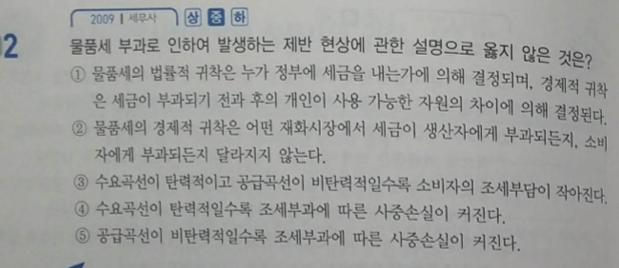 2009 | 세무사 상 중 하
2 물품세 부과로 인하여 발생하는 제반 현상에 관한 설명으로 옳지 않은 것은?
① 물품세의 법률적 귀착은 누가 정부에 세금을 내는가에 의해 결정되며, 경제적 귀착
은 세금이 부과되기 전과 후의 개인이 사용 가능한 자원의 차이에 의해 결정된다.
② 물품세의 경제적 귀착은 어떤 재화시장에서 세금이 생산자에게 부과되든지, 소비
자에게 부과되든지 달라지지 않는다.
③ 수요곡선이 탄력적이고 공급곡선이 비탄력적일수록 소비자의 조세부담이 작아진다.
④ 수요곡선이 탄력적일수록 조세부과에 따른 사중손실이 커진다.
⑤ 공급곡선이 비탄력적일수록 조세부과에 따른 사중손실이 커진다.